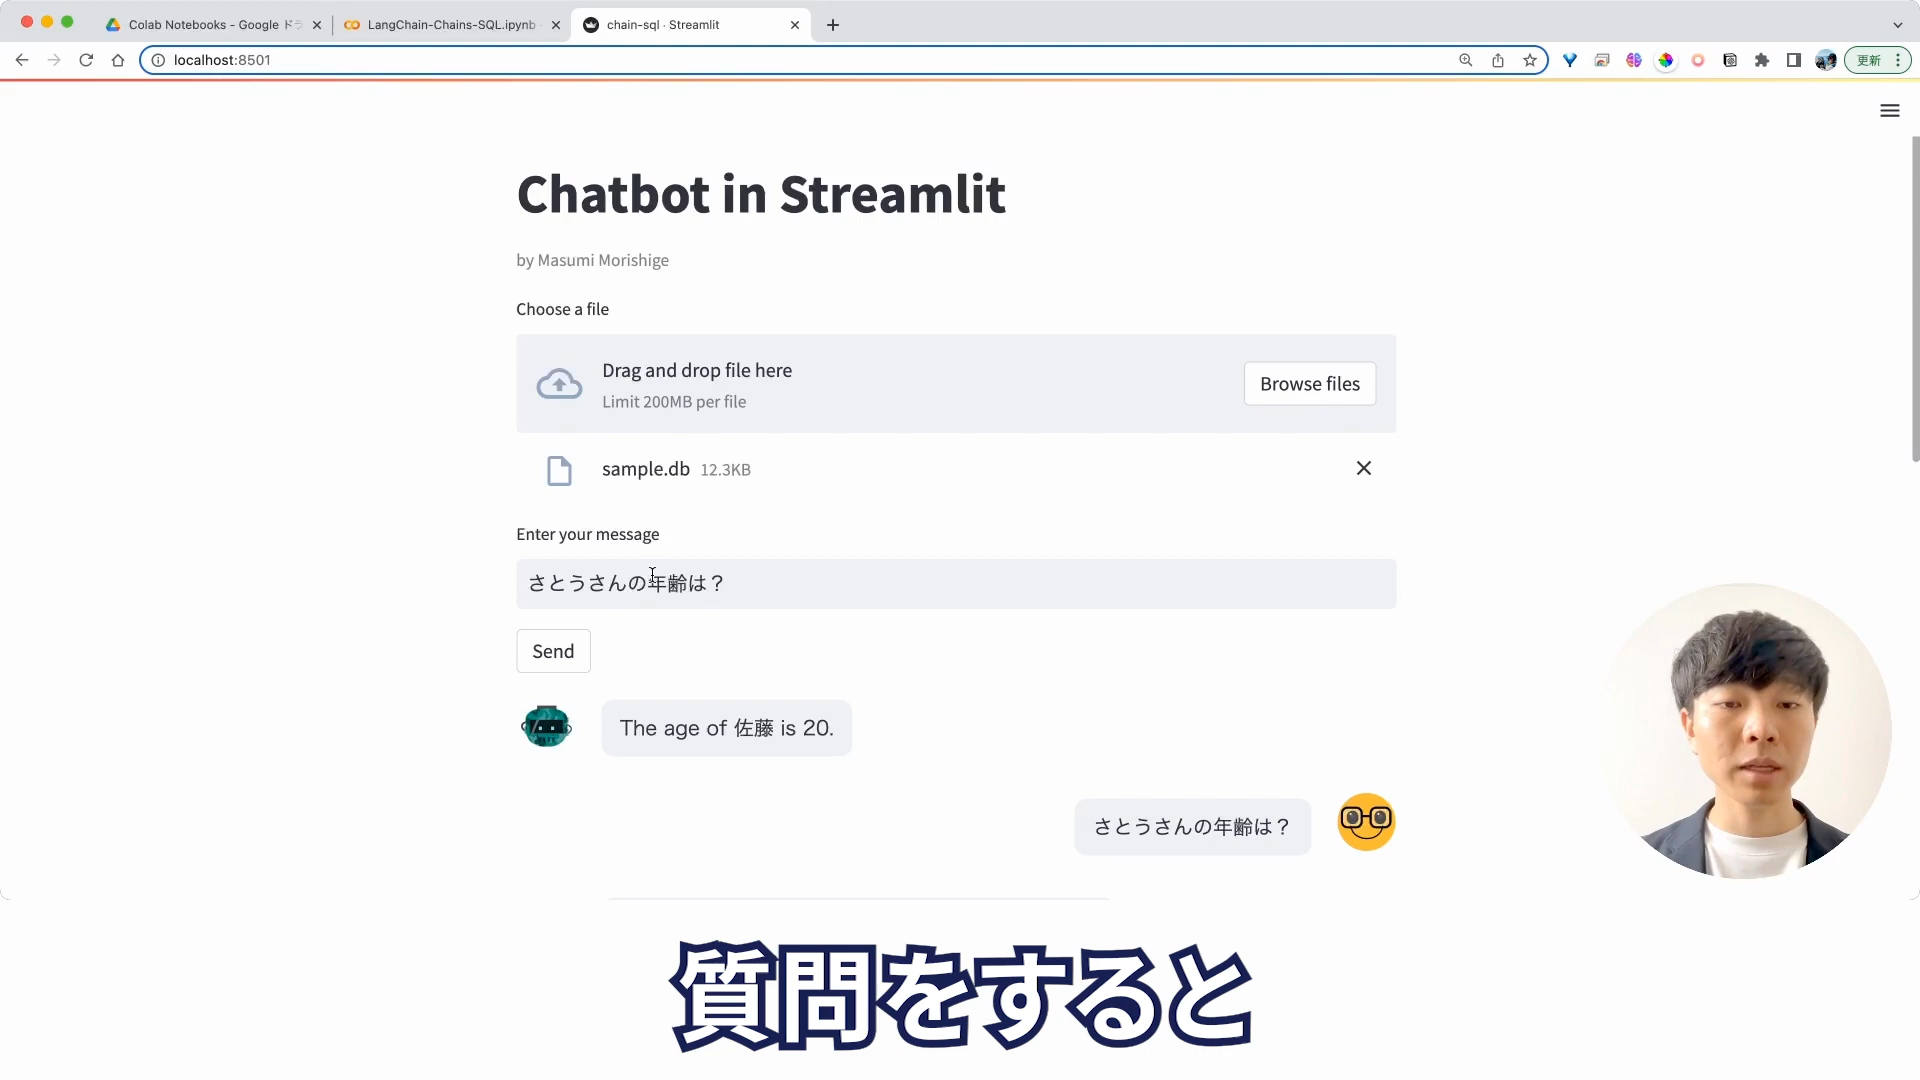 Colab Notebooks - Google ドラ
LangChain-Chains-SQL.ipynb
chain-sql · Streamlit
localhost:8501
更新
Chatbot in Streamlit
by Masumi Morishige
Choose a file
Drag and drop file here
Limit 200MB per file
Browse files
sample.db 12.3KB
Enter your message
さとうさんの年齢は？
Send
The age of 佐藤 is 20.
さとうさんの年齢は？
質問をすると